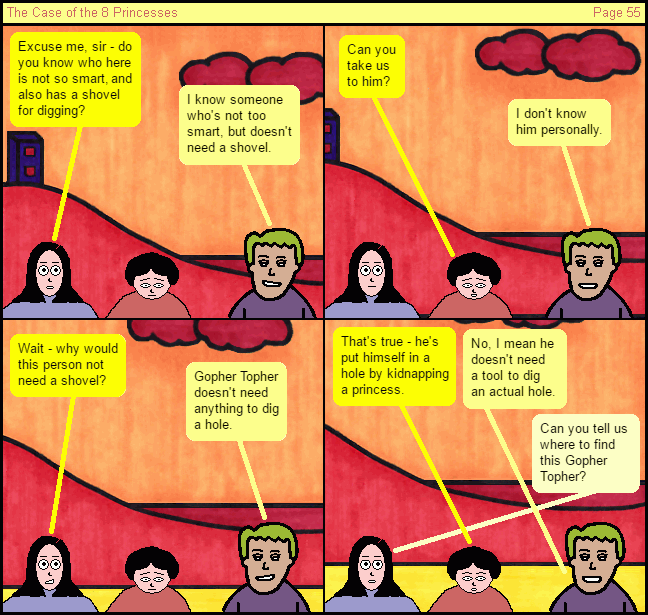 The Case of the 8 Princesses
Page 55
Excuse me, sir - do
you know who here
is not so smart, and
also has a shovel
for digging?
I know someone
who's not too
smart, but doesn't
need a shovel.
Can you
take us
to him?
I don't know
him personally.
Wait - why would
this person not
need a shovel?
Gopher Topher
doesn't need
anything to dig
a hole.
That's true - he's
put himself in a
hole by kidnapping
a princess.
No, I mean he
doesn't need
a tool to dig
an actual hole.
Can you tell us
where to find
this Gopher
Topher?